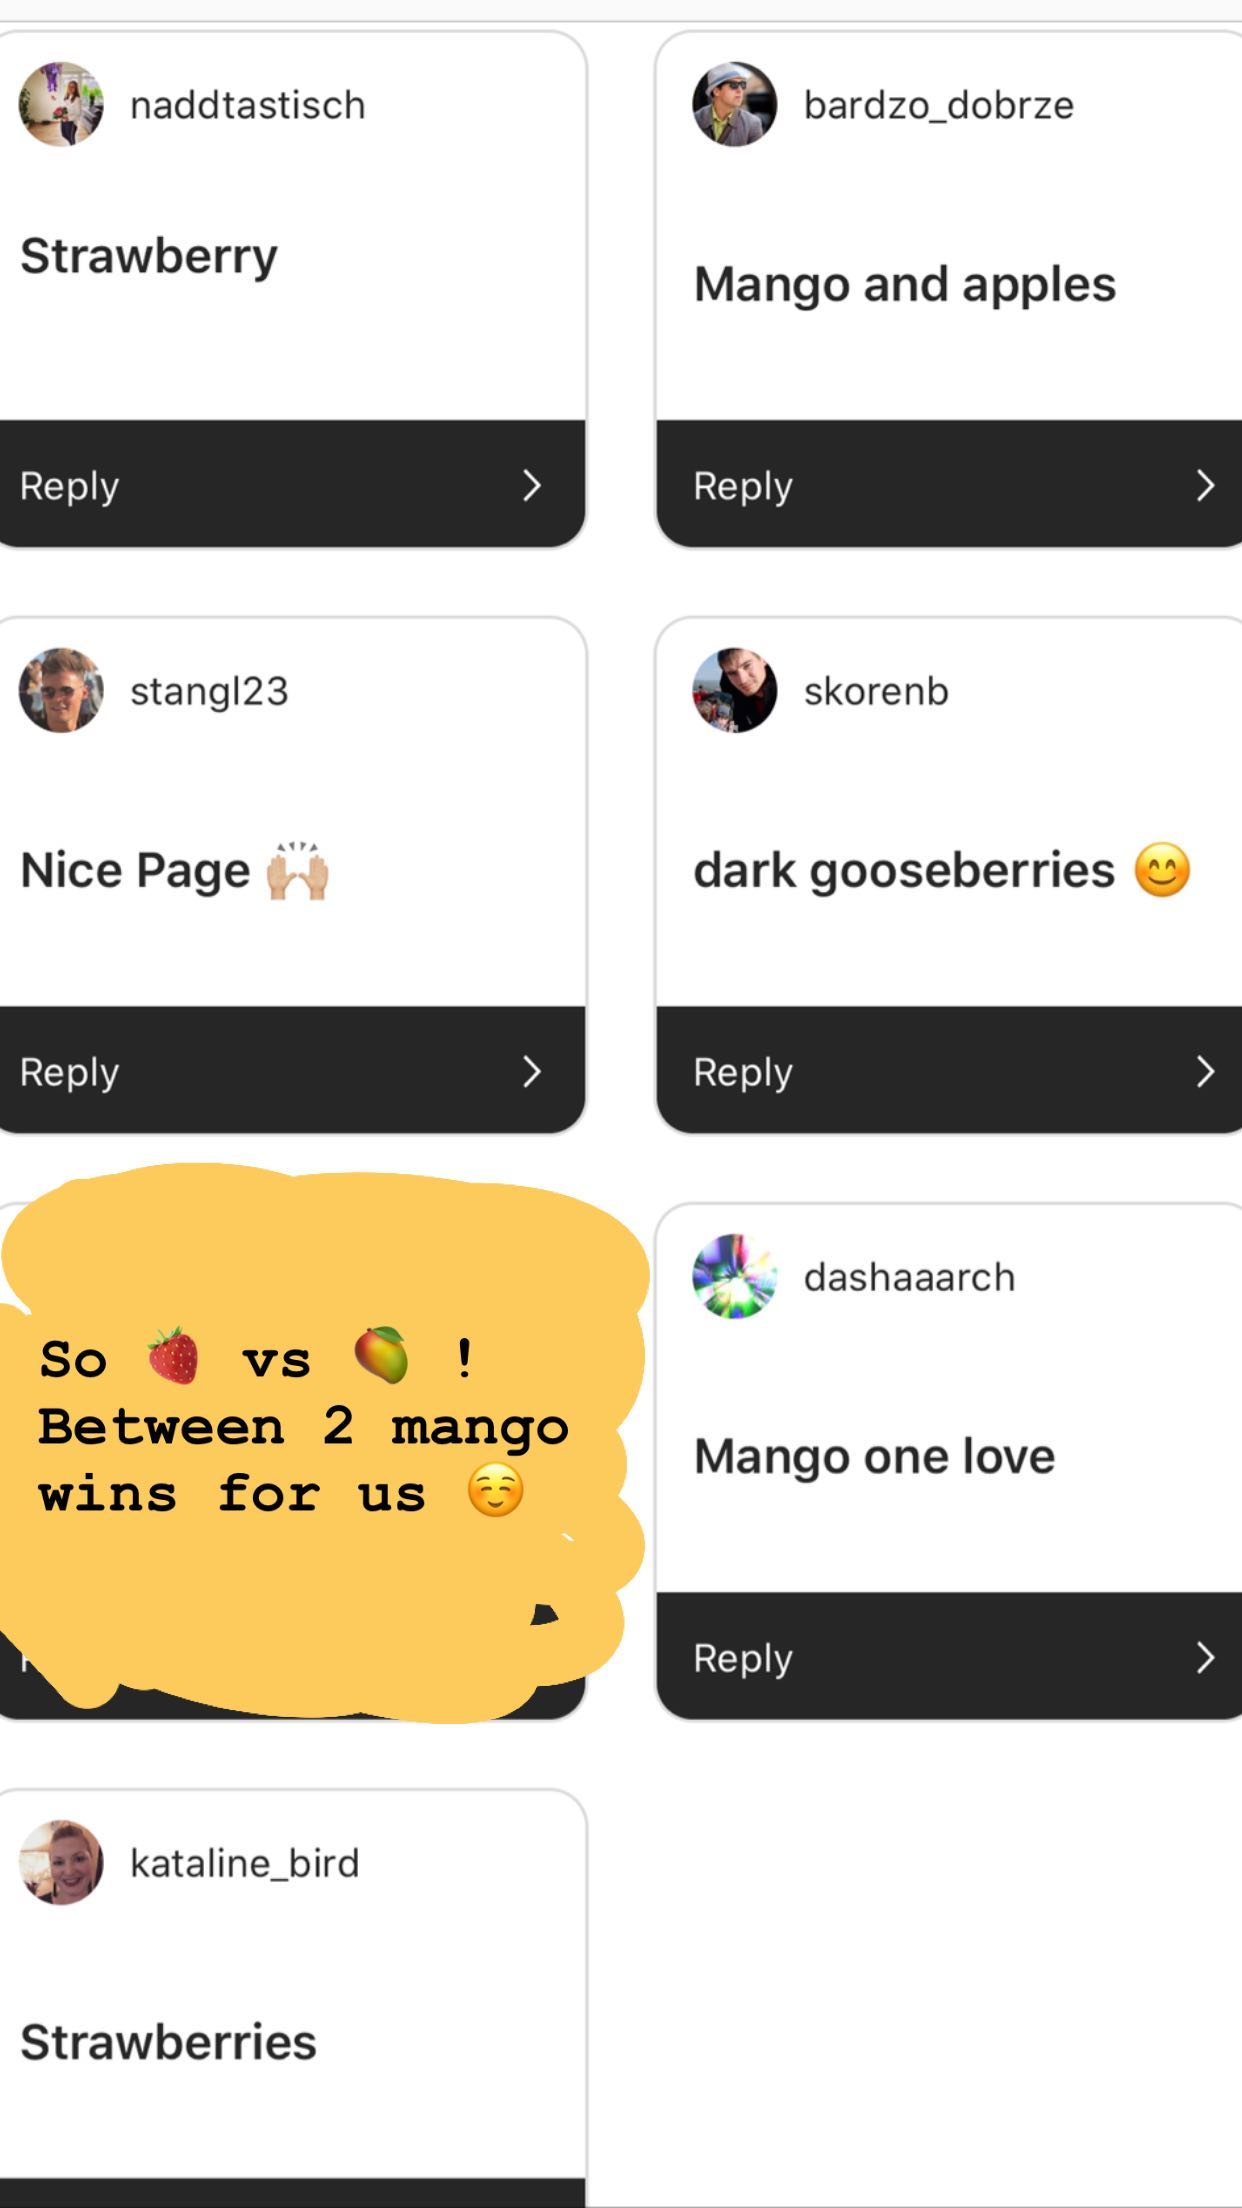 naddtastisch
Strawberry
Reply
bardzo_dobrze
Mango and apples
Reply
stangl23
Nice Page 🙌🏼
Reply
skorenb
dark gooseberries 😊
Reply
So 🍓 vs 🥭 !
Between 2 mango
wins for us ☺️
dashaaarch
Mango one love
Reply
kataline_bird
Strawberries